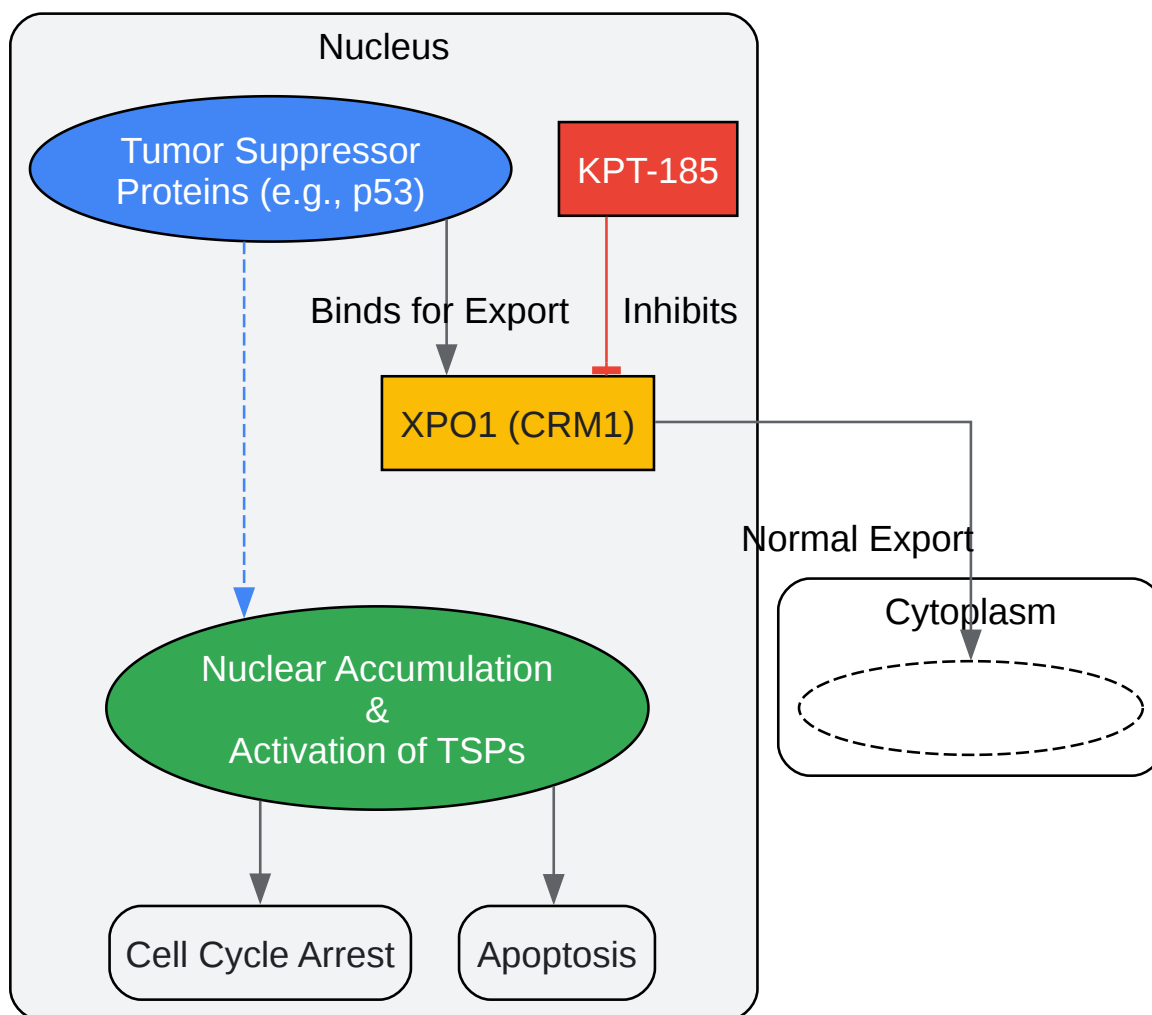 Nucleus
Tumor Suppressor
Proteins (e.g., p53)
KPT-185
Binds for Export
Inhibits
XPO1 (CRM1)
Normal Export
Cytoplasm
Nuclear Accumulation
&
Activation of TSPs
Cell Cycle Arrest
Apoptosis